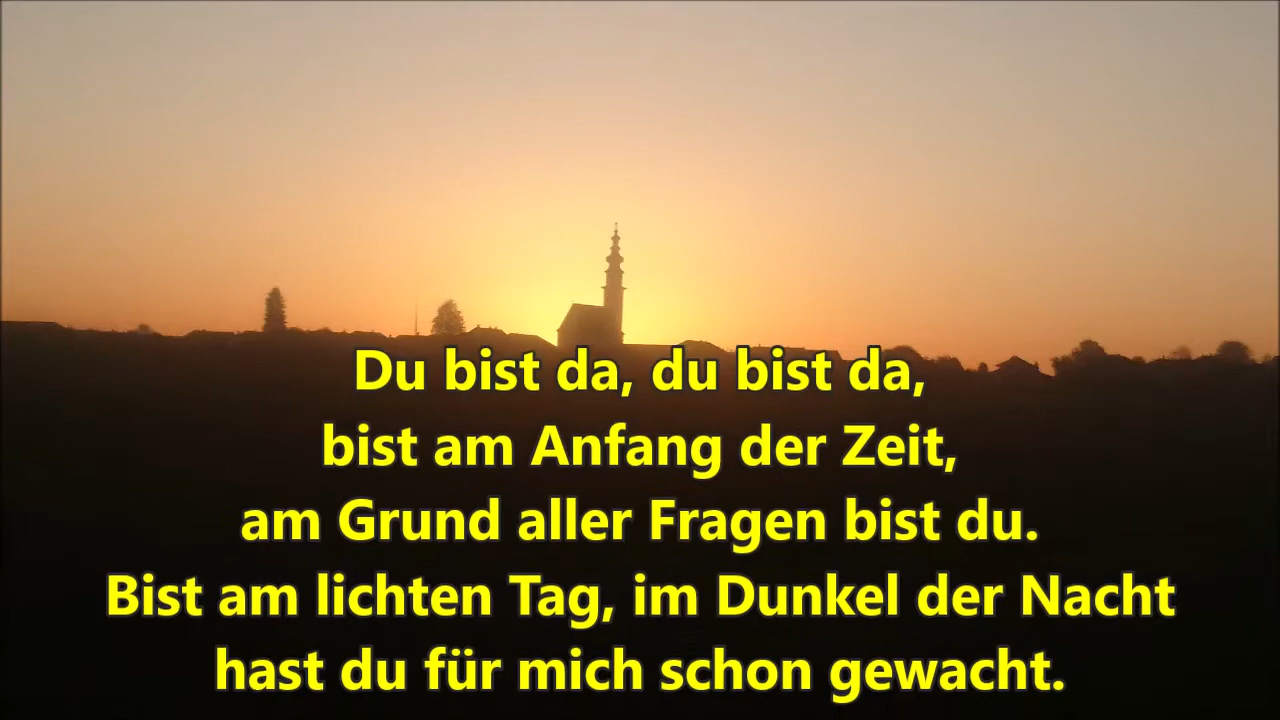 Du bist da, du bist da,
bist am Anfang der Zeit,
am Grund aller Fragen bist du.
Bist am lichten Tag, im Dunkel der Nacht
hast du für mich schon gewacht.